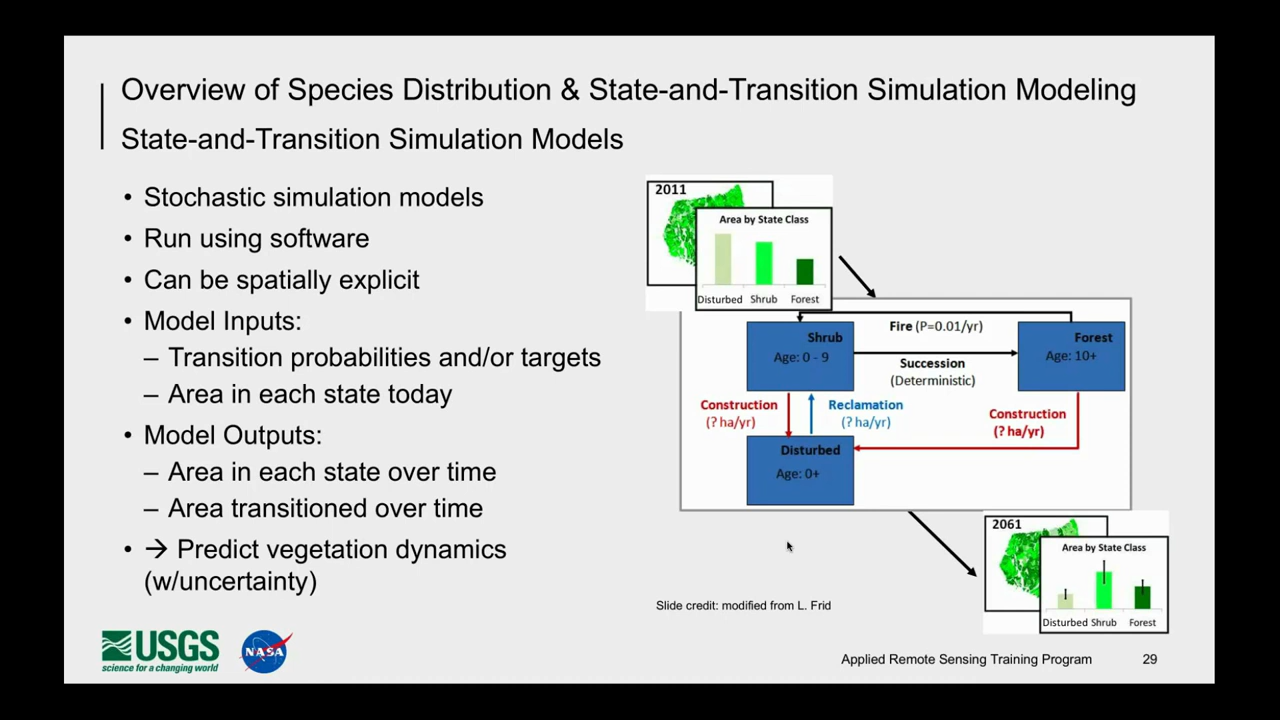 Overview of Species Distribution & State-and-Transition Simulation Modeling
State-and-Transition Simulation Models
• Stochastic simulation models
• Run using software
• Can be spatially explicit
• Model Inputs:
– Transition probabilities and/or targets
– Area in each state today
• Model Outputs:
– Area in each state over time
– Area transitioned over time
• → Predict vegetation dynamics
(w/uncertainty)
2011
Area by State Class
Disturbed Shrub Forest
Shrub
Age: 0 - 9
Fire (P=0.01/yr)
Succession
(Deterministic)
Forest
Age: 10+
Construction
(? ha/yr)
Reclamation
(? ha/yr)
Construction
(? ha/yr)
Disturbed
Age: 0+
2061
Area by State Class
Disturbed Shrub Forest
Slide credit: modified from L. Frid
USGS
science for a changing world
NASA
Applied Remote Sensing Training Program
29